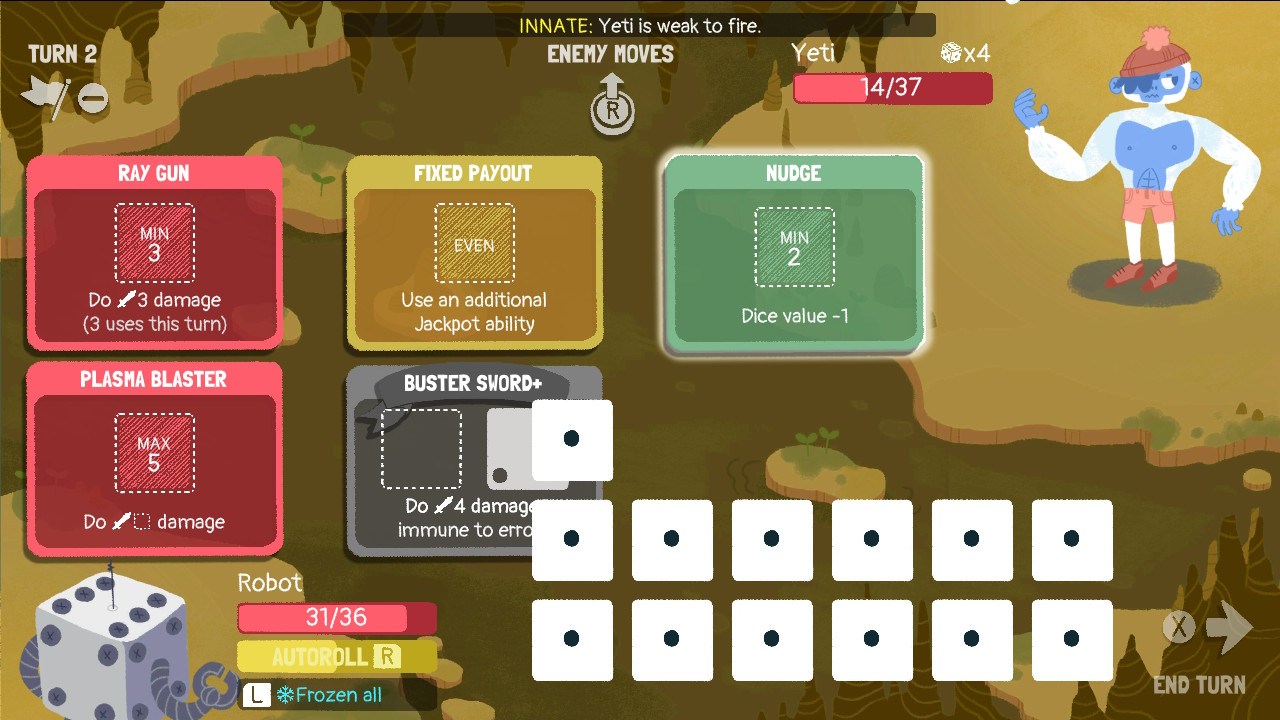 INNATE: Yeti is weak to fire.
TURN 2
ENEMY MOVES
R
Yeti
x4
14/37
RAY GUN
MIN
3
Do 3 damage
(3 uses this turn)
FIXED PAYOUT
EVEN
Use an additional
Jackpot ability
NUDGE
MIN
2
Dice value -1
PLASMA BLASTER
MAX
5
Do damage
BUSTER SWORD+
Do 4 damage
immune to erro
Robot
31/36
AUTOROLL R
L Frozen all
X
END TURN